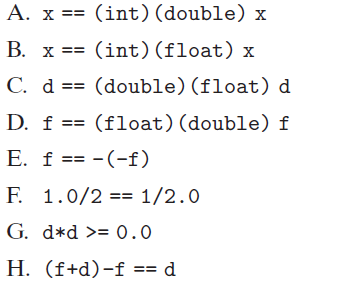 A. x == (int)(double) x
B. x == (int)(float) x
C. d == (double)(float) d
D. f == (float)(double) f
E. f == -(-f)
F. 1.0/2 == 1/2.0
G. d*d >= 0.0
H. (f+d)-f == d